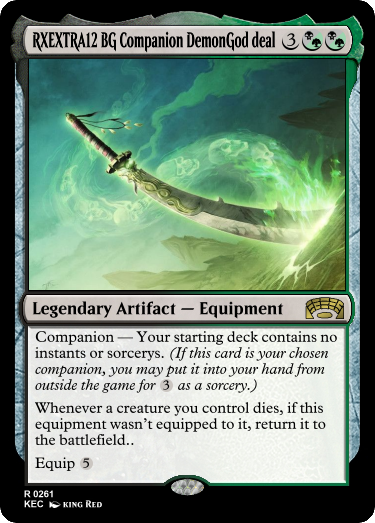 RXEXTRA12 BG Companion DemonGod deal 3
Legendary Artifact — Equipment
Companion — Your starting deck contains no
instants or sorcerys. (If this card is your chosen
companion, you may put it into your hand from
outside the game for 3 as a sorcery.)
Whenever a creature you control dies, if this
equipment wasn't equipped to it, return it to
the battlefield..
Equip 5
R 0261
KEC KING RED